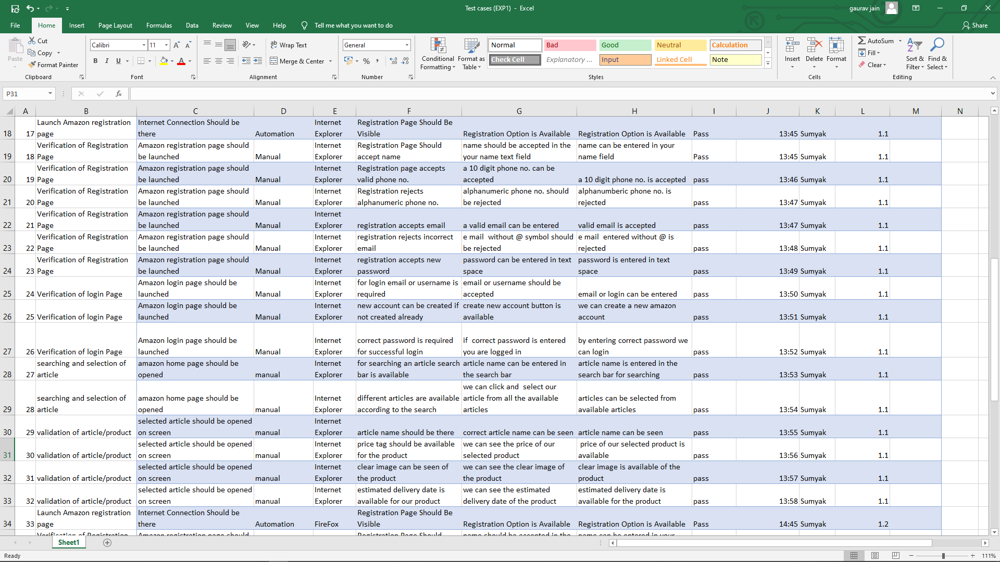 Test cases (EXP1) - Excel
gaurav jain
File Home Insert Page Layout Formulas Data Review View Help Tell me what you want to do Share
Paste
Cut
Copy
Format Painter
Clipboard
Calibri 11
B I U
Font
Wrap Text
Merge & Center
Alignment
General
Number
Conditional Formatting
Format as Table
Normal Bad Good Neutral Calculation
Check Cell Explanatory ... Input Linked Cell Note
Styles
Insert Delete Format
Cells
AutoSum
Fill
Clear
Sort & Filter
Find & Select
Editing
P31
fx
A B C D E F G H I J K L M N
18 17 Launch Amazon registration page Internet Connection Should be there Automation Internet Explorer Registration Page Should Be Visible Registration Option is Available Registration Option is Available Pass 13:45 Sumyak 1.1
19 18 Verification of Registration Page Amazon registration page should be launched Manual Internet Explorer Registration Page Should accept name name should be accepted in the your name text field name can be entered in your name field Pass 13:45 Sumyak 1.1
20 19 Verification of Registration Page Amazon registration page should be launched Manual Internet Explorer Registration page accepts valid phone no. a 10 digit phone no. can be accepted a 10 digit phone no. is accepted pass 13:46 Sumyak 1.1
21 20 Verification of Registration Page Amazon registration page should be launched Manual Internet Explorer Registration rejects alphanumeric phone no. alphanumeric phone no. should be rejected alphanumberic phone no. is rejected pass 13:47 Sumyak 1.1
22 21 Verification of Registration Page Amazon registration page should be launched Manual Internet Explorer registration accepts email a valid email can be entered valid email is accepted pass 13:47 Sumyak 1.1
23 22 Verification of Registration Page Amazon registration page should be launched Manual Internet Explorer registration rejects incorrect email e mail without @ symbol should be rejected e mail entered without @ is rejected pass 13:48 Sumyak 1.1
24 23 Verification of Registration Page Amazon registration page should be launched Manual Internet Explorer registration accepts new password password can be entered in text space password is entered in text space pass 13:49 Sumyak 1.1
25 24 Verification of login Page Amazon login page should be launched Manual Internet Explorer for login email or username is required email or username should be accepted email or login can be entered pass 13:50 Sumyak 1.1
26 25 Verification of login Page Amazon login page should be launched Manual Internet Explorer new account can be created if not created already create new account button is available we can create a new amazon account pass 13:51 Sumyak 1.1
27 26 Verification of login Page Amazon login page should be launched Manual Internet Explorer correct password is required for successful login if correct password is entered you are logged in by entering correct password we can login pass 13:52 Sumyak 1.1
28 27 searching and selection of article amazon home page should be opened manual Internet Explorer for searching an article search bar is available article name can be entered in the search bar article name is entered in the search bar for searching pass 13:53 Sumyak 1.1
29 28 searching and selection of article amazon home page should be opened manual Internet Explorer different articles are available according to the search we can click and select our article from all the available articles articles can be selected from available articles pass 13:54 Sumyak 1.1
30 29 validation of article/product selected article should be opened on screen manual Internet Explorer article name should be there correct article name can be seen article name can be seen pass 13:55 Sumyak 1.1
31 30 validation of article/product selected article should be opened on screen manual Internet Explorer price tag should be available for the product we can see the price of our selected product price of our selected product is available pass 13:56 Sumyak 1.1
32 31 validation of article/product selected article should be opened on screen manual Internet Explorer clear image can be seen of the product we can see the clear image of the product clear image is available of the product pass 13:57 Sumyak 1.1
33 32 validation of article/product selected article should be opened on screen manual Internet Explorer estimated delivery date is available for our product we can see the estimated delivery date of the product estimated delivery date is available for the product pass 13:58 Sumyak 1.1
34 33 Launch Amazon registration page Internet Connection Should be there Automation FireFox Registration Page Should Be Visible Registration Option is Available Registration Option is Available Pass 14:45 Sumyak 1.2
Verification of Registration Amazon registration page should Registration Page Should name should be accepted in the name can be entered in your
Sheet1
Ready
111%